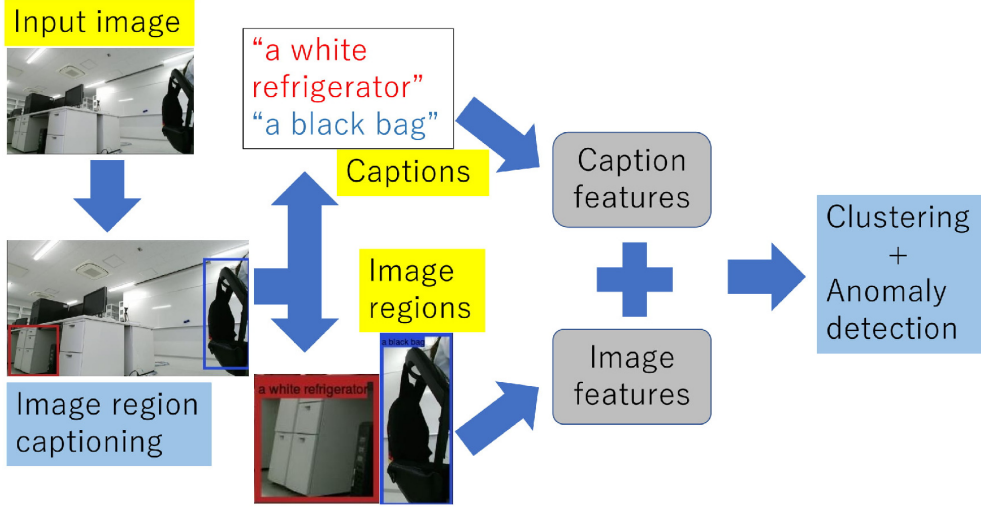 Input image
"a white
refrigerator"
"a black bag"
Captions
Image region
captioning
Image
regions
a white refrigerator
a black bag
Caption
features
+
Image
features
Clustering
+
Anomaly
detection